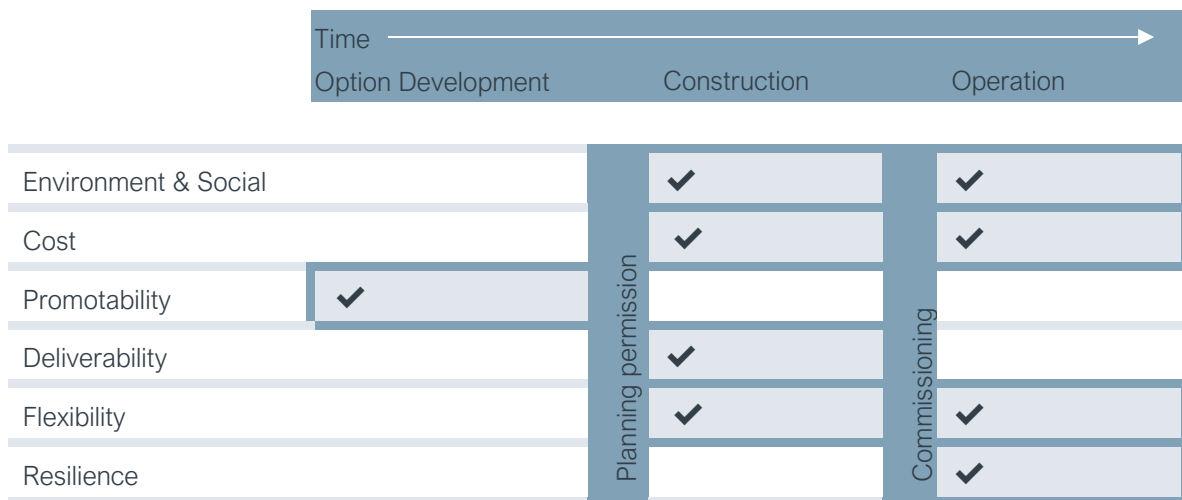 Time
Option Development Construction Operation
Environment & Social ✓ ✓
Cost ✓ ✓
Promotability ✓
Deliverability ✓
Flexibility ✓ ✓
Resilience ✓
Planning permission
Commissioning